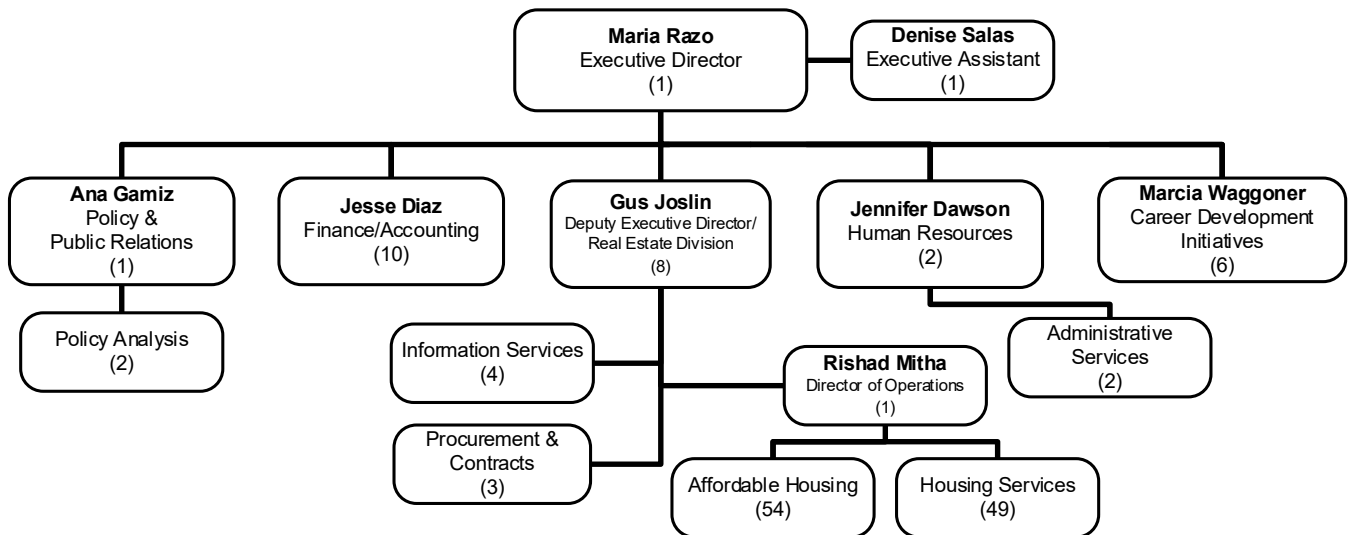 Maria Razo
Executive Director
(1)
Denise Salas
Executive Assistant
(1)
Ana Gamiz
Policy &
Public Relations
(1)
Jesse Diaz
Finance/Accounting
(10)
Gus Joslin
Deputy Executive Director/
Real Estate Division
(8)
Jennifer Dawson
Human Resources
(2)
Marcia Waggoner
Career Development
Initiatives
(6)
Policy Analysis
(2)
Information Services
(4)
Rishad Mitha
Director of Operations
(1)
Administrative
Services
(2)
Procurement &
Contracts
(3)
Affordable Housing
(54)
Housing Services
(49)